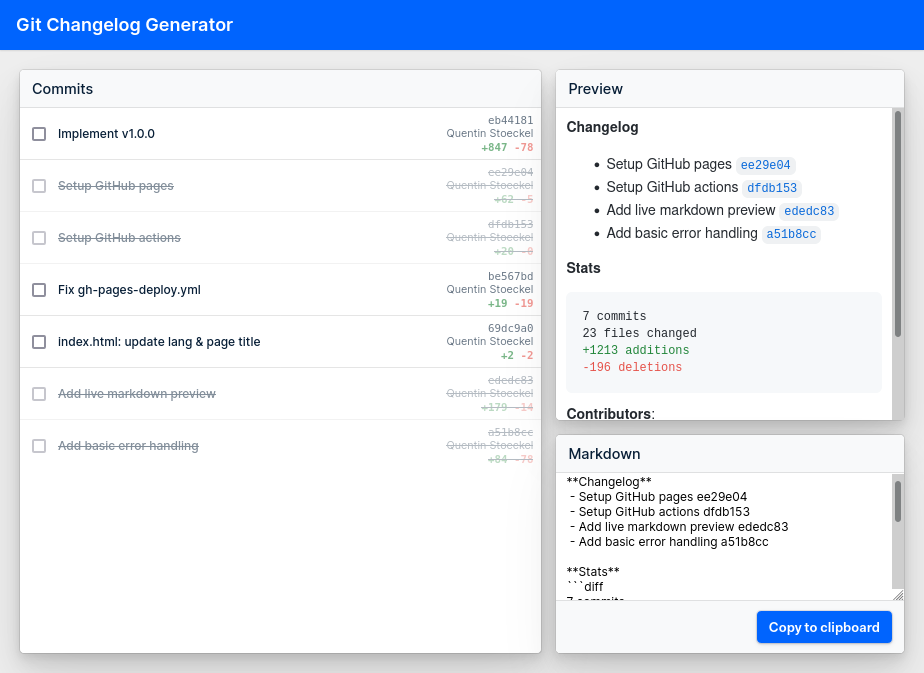 Git Changelog Generator
Commits
Implement v1.0.0
eb44181
Quentin Stoeckel
+847 -78
Setup GitHub pages
ee29e04
Quentin Stoeckel
+62 -5
Setup GitHub actions
dfdb153
Quentin Stoeckel
+20 -0
Fix gh-pages-deploy.yml
be567bd
Quentin Stoeckel
+19 -19
index.html: update lang & page title
69dc9a0
Quentin Stoeckel
+2 -2
Add live markdown preview
ededc83
Quentin Stoeckel
+179 -14
Add basic error handling
a51b8cc
Quentin Stoeckel
+84 -78
Preview
Changelog
• Setup GitHub pages ee29e04
• Setup GitHub actions dfdb153
• Add live markdown preview ededc83
• Add basic error handling a51b8cc
Stats
7 commits
23 files changed
+1213 additions
-196 deletions
Contributors:
Markdown
**Changelog**
- Setup GitHub pages ee29e04
- Setup GitHub actions dfdb153
- Add live markdown preview ededc83
- Add basic error handling a51b8cc
**Stats**
```diff
7 commits
Copy to clipboard